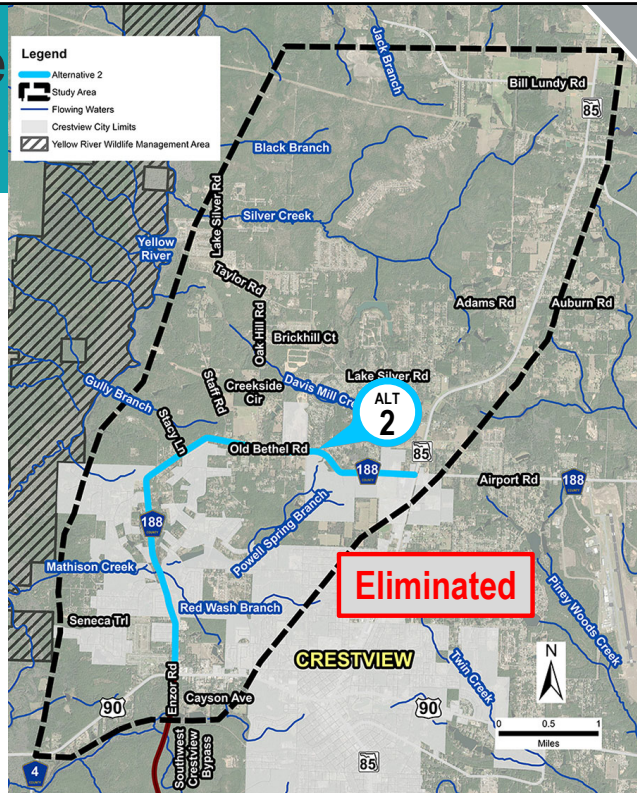 e
Legend
Alternative 2
Study Area
Flowing Waters
Crestview City Limits
Yellow River Wildlife Management Area
Jack Branch
Bill Lundy Rd
85
Black Branch
Lake Silver Rd
Silver Creek
Yellow
River
Taylor Rd
Adams Rd
Auburn Rd
Oak Hill Rd
Brickhill Ct
Lake Silver Rd
Gully Branch
Staff Rd
Creekside
Cir
Davis Mill Cre
ALT
2
Stacy Ln
Old Bethel Rd
85
188
COUNTY
Airport Rd
188
COUNTY
188
COUNTY
Powell Spring Branch
Mathison Creek
Eliminated
Red Wash Branch
Piney Woods Creek
Seneca Trl
CRESTVIEW
Twin Creek
N
Enzor Rd
Cayson Ave
90
90
0 0.5 1
Miles
Southwest
Crestview
Bypass
85
4
COUNTY